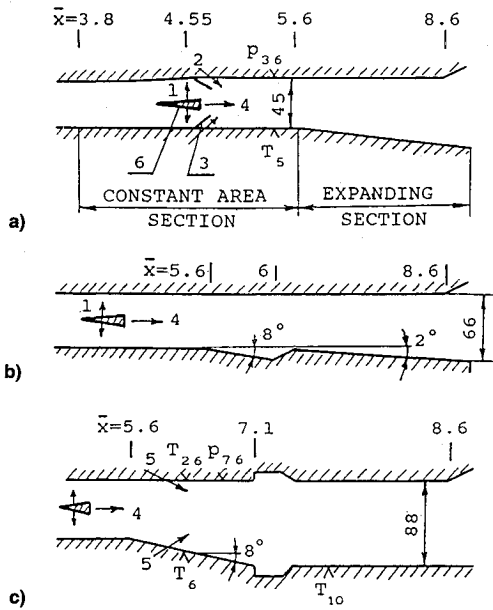 x̄=3.8 4.55 5.6 8.6
2 p36
1 4 45
6 3 T5
CONSTANT AREA SECTION EXPANDING SECTION
a)
x̄=5.6 6 8.6
1 4 8° 2° 66
b)
x̄=5.6 7.1 8.6
5 T26 p76
4 88
5 T6 8° T10
c)